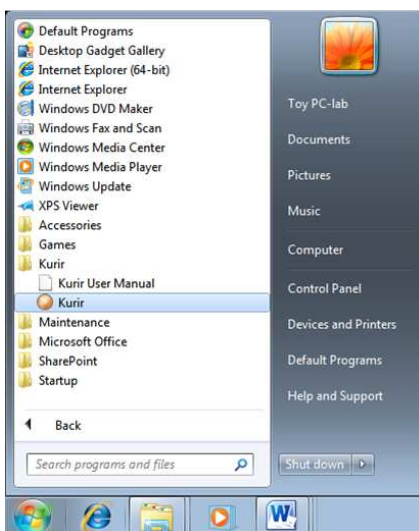 Default Programs
Desktop Gadget Gallery
Internet Explorer (64-bit)
Internet Explorer
Windows DVD Maker
Windows Fax and Scan
Windows Media Center
Windows Media Player
Windows Update
XPS Viewer
Accessories
Games
Kurir
Kurir User Manual
Kurir
Maintenance
Microsoft Office
SharePoint
Startup
Back
Search programs and files
Toy PC-lab
Documents
Pictures
Music
Computer
Control Panel
Devices and Printers
Default Programs
Help and Support
Shut down
W